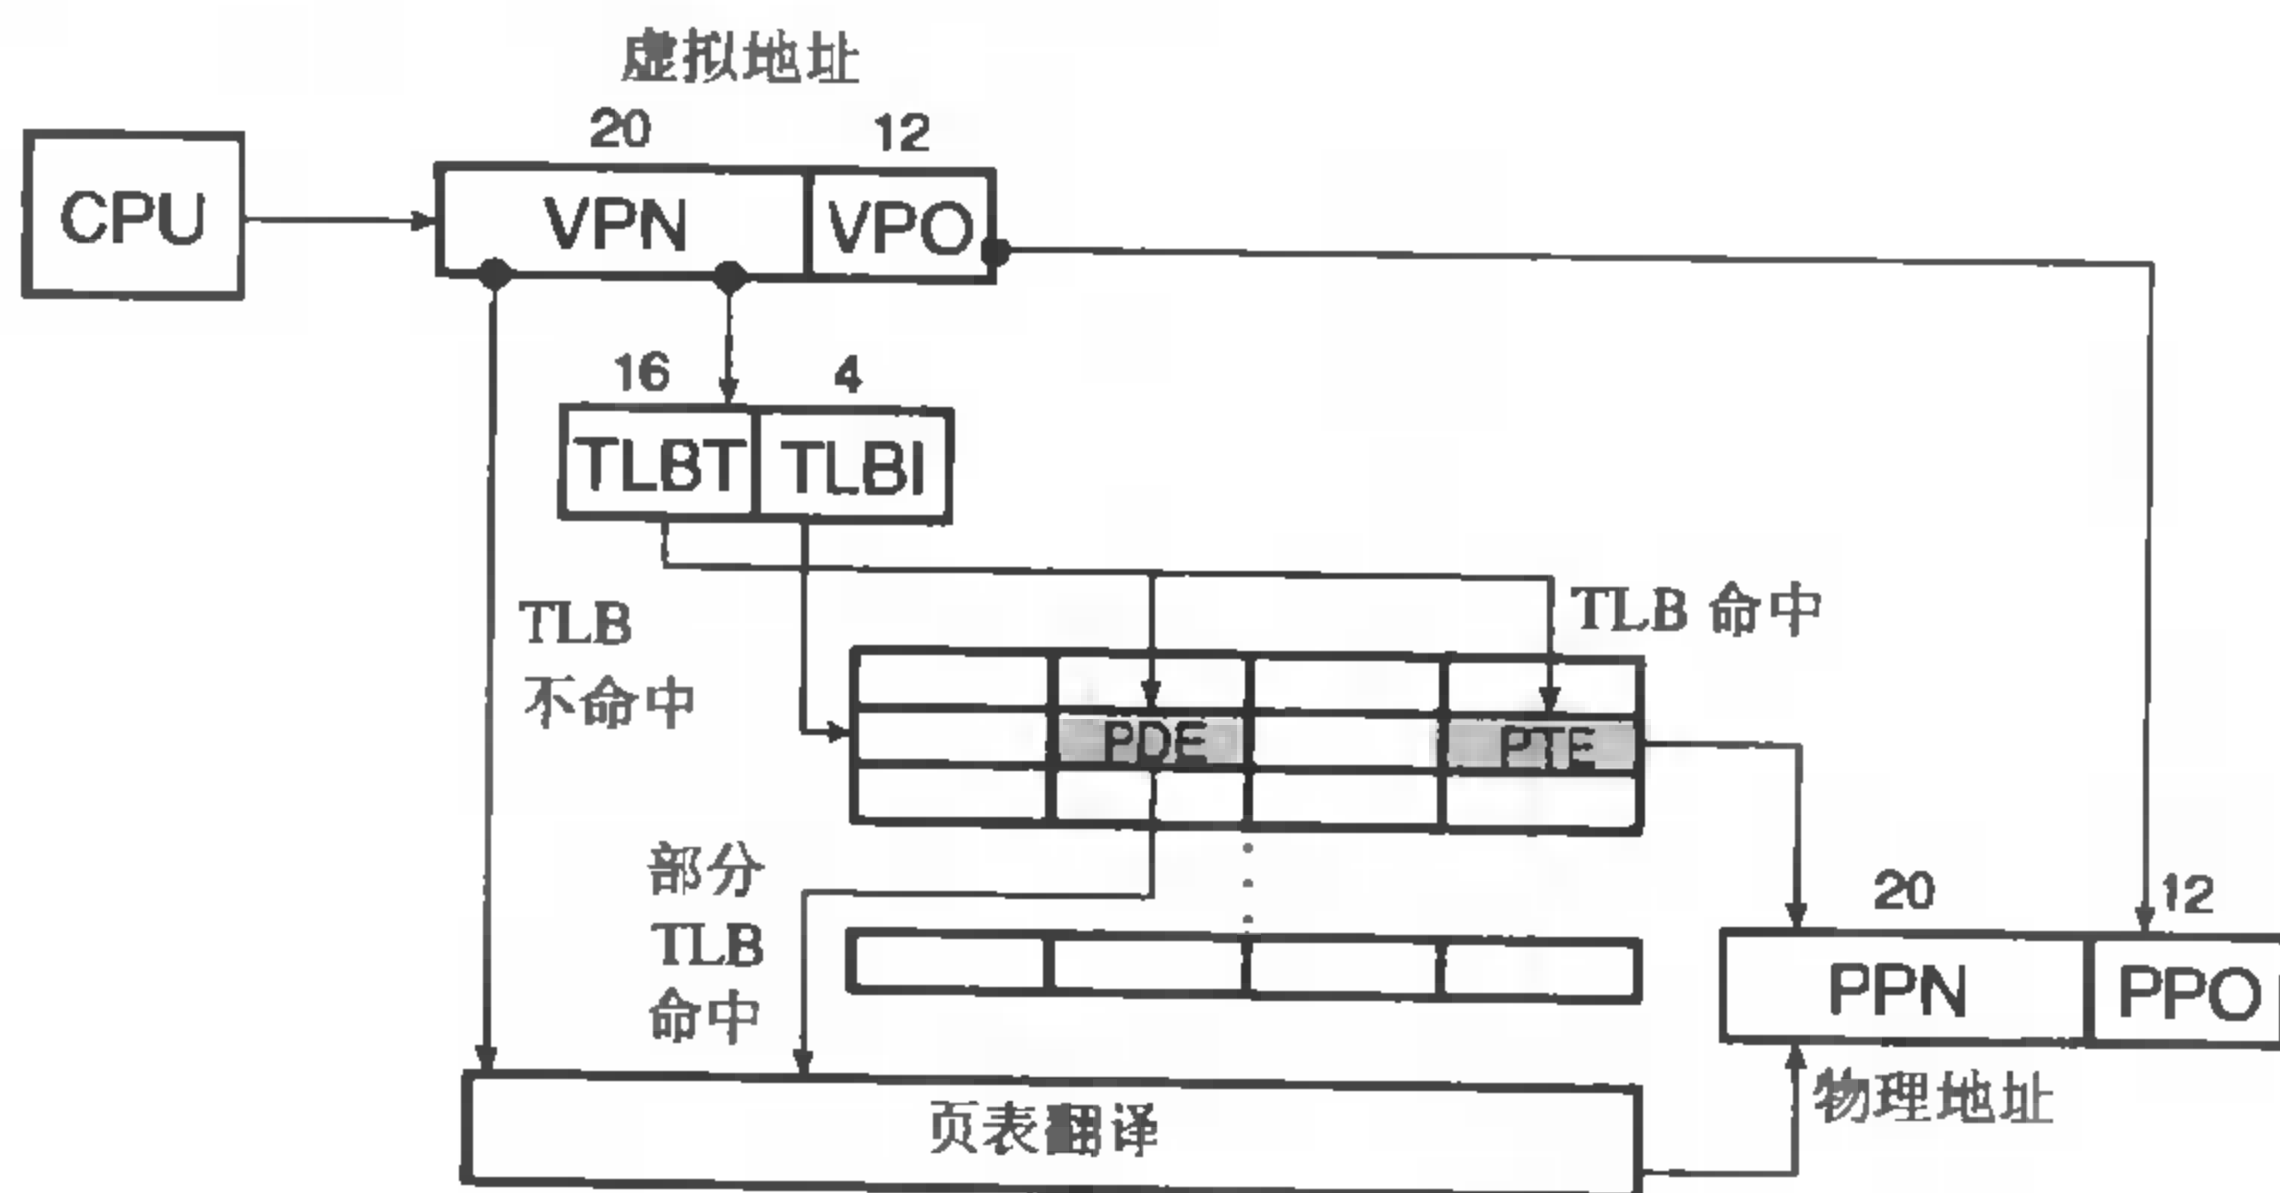 虚拟地址
20
12
CPU
VPN
VPO
16
4
TLBT
TLBI
TLB
不命中
TLB 命中
PDE
PTE
部分
TLB
命中
20
12
PPN
PPO
物理地址
页表翻译